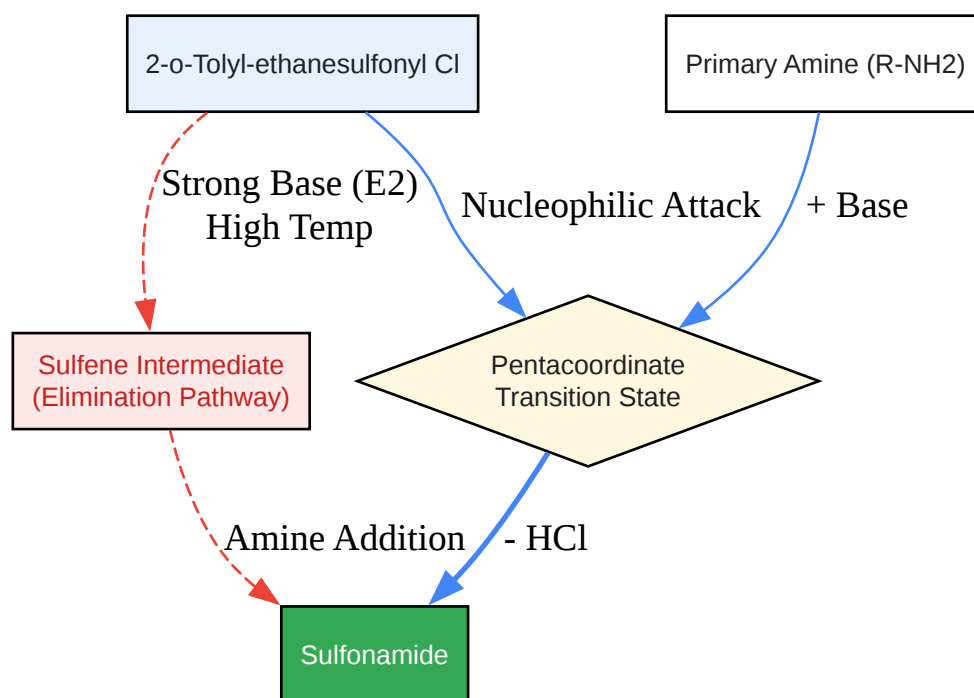 2-o-Tolyl-ethanesulfonyl Cl
Primary Amine (R-NH2)
Strong Base (E2)
High Temp
Nucleophilic Attack
+ Base
Sulfene Intermediate
(Elimination Pathway)
Pentacoordinate
Transition State
Amine Addition
- HCl
Sulfonamide